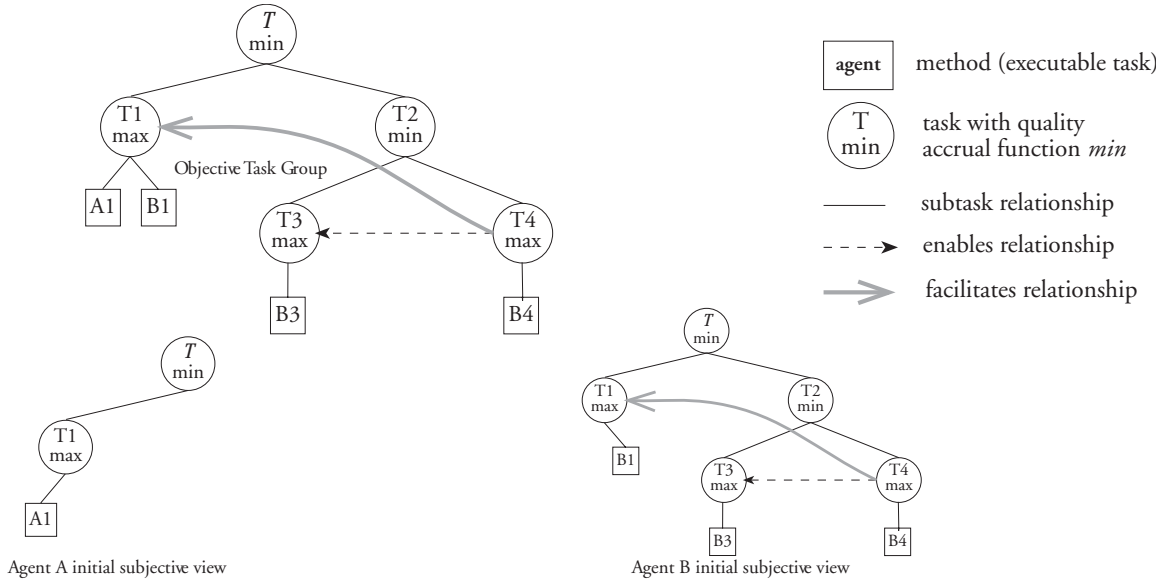 T
min
T1
max
T2
min
Objective Task Group
A1
B1
T3
max
T4
max
B3
B4
agent
method (executable task)
T
min
task with quality
accrual function min
subtask relationship
enables relationship
facilitates relationship
T
min
T1
max
A1
Agent A initial subjective view
T
min
T1
max
T2
min
B1
T3
max
T4
max
B3
B4
Agent B initial subjective view